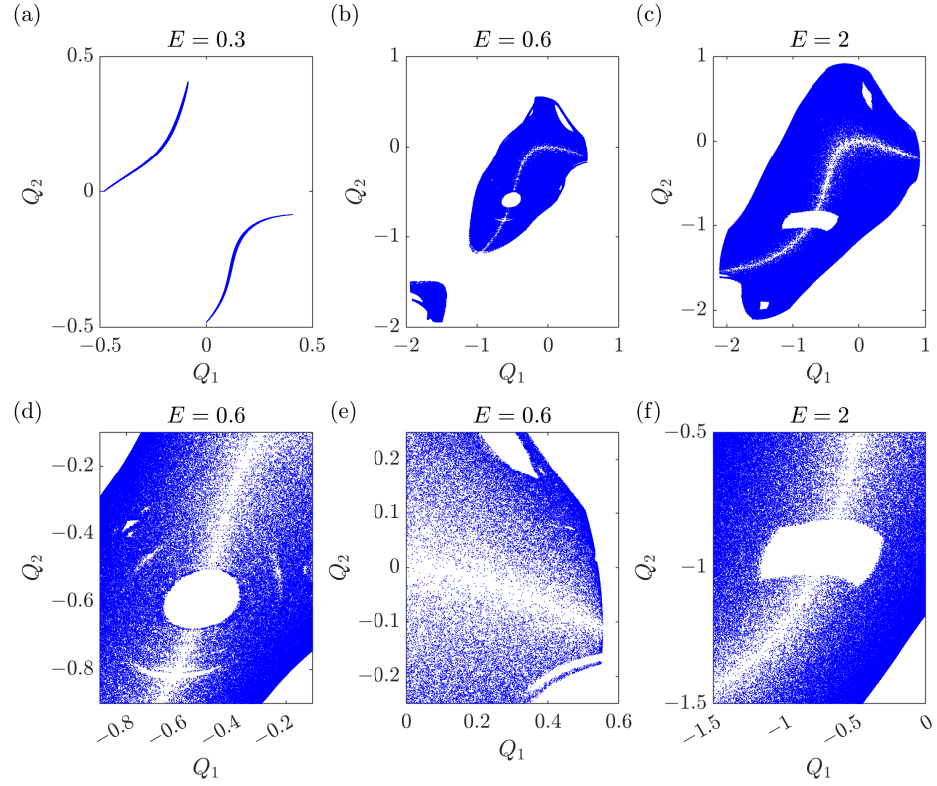 (a)
E = 0.3
0.5
0
−0.5
−0.5
0
0.5
Q₂
Q₁
(b)
E = 0.6
1
0
−1
−2
−2
−1
0
1
Q₂
Q₁
(c)
E = 2
1
0
−1
−2
−2
−1
0
1
Q₂
Q₁
(d)
E = 0.6
−0.2
−0.4
−0.6
−0.8
−0.8
−0.6
−0.4
−0.2
Q₂
Q₁
(e)
E = 0.6
0.2
0.1
0
−0.1
−0.2
0
0.2
0.4
0.6
Q₂
Q₁
(f)
E = 2
−0.5
−1
−1.5
−1.5
−1
−0.5
0
Q₂
Q₁